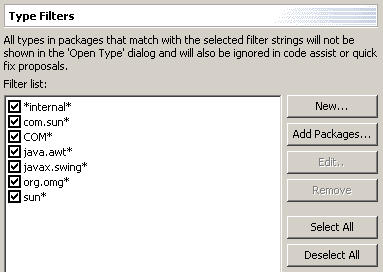 Type Filters
All types in packages that match with the selected filter strings will not be
shown in the 'Open Type' dialog and will also be ignored in code assist or quick
fix proposals.
Filter list:
*internal*
com.sun*
COM*
java.awt*
javax.swing*
org.omg*
sun*
New...
Add Packages...
Edit..
Remove
Select All
Deselect All